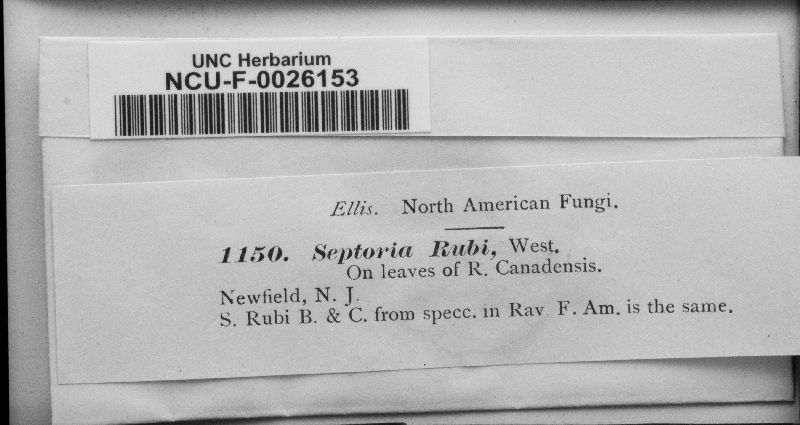 UNC Herbarium
NCU-F-0026153
Ellis. North American Fungi.
1150. Septoria Rubi, West.
On leaves of R. Canadensis.
Newfield, N. J.
S. Rubi B. & C. from specc. in Rav F. Am. is the same.